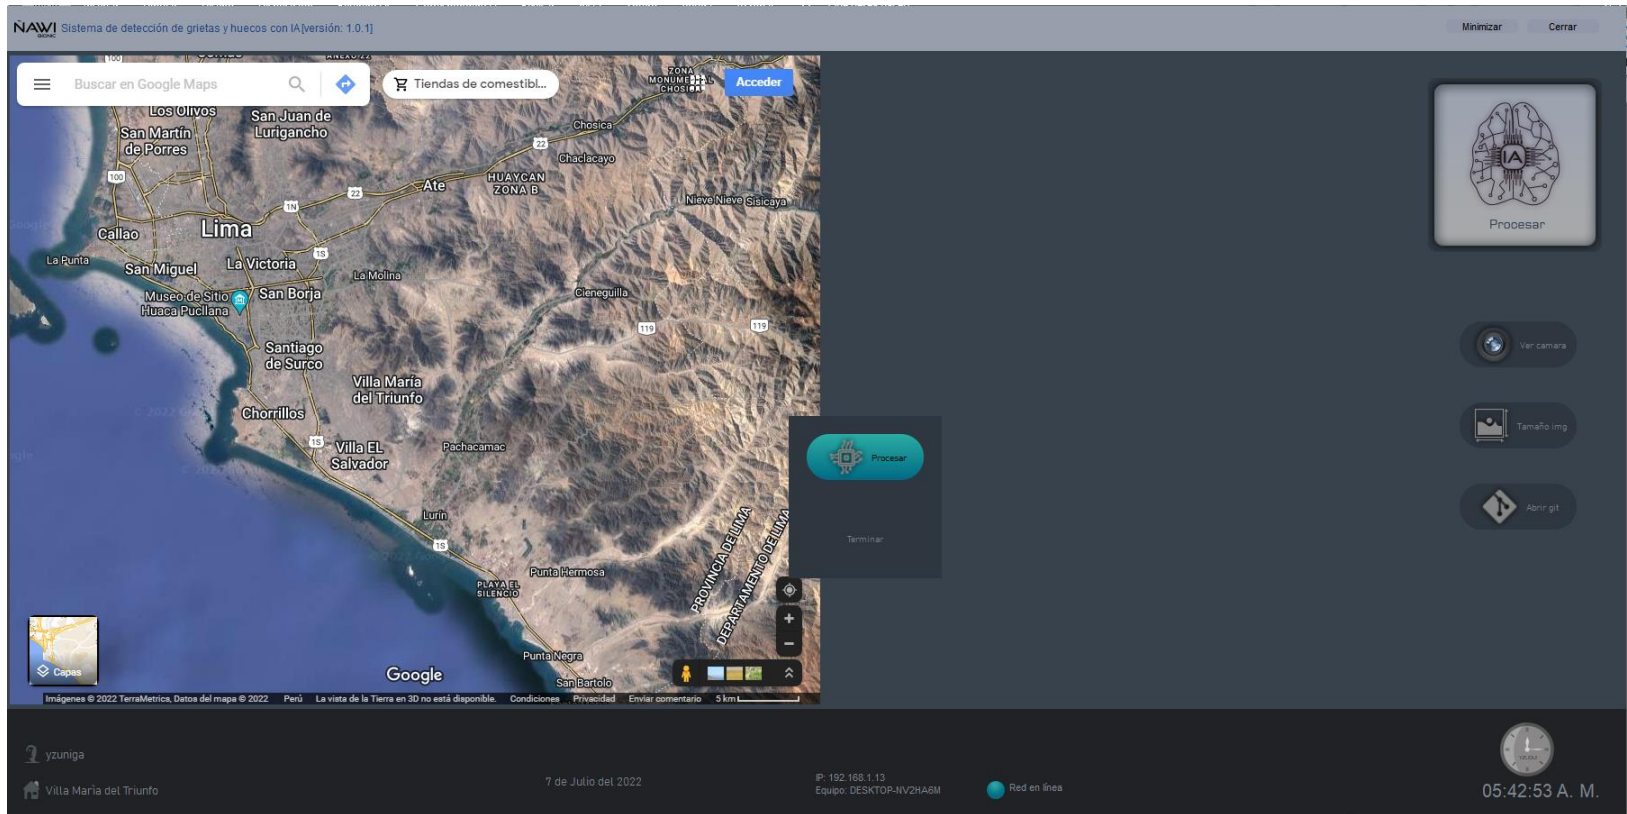 ÑAWI
BIONIC
Sistema de detección de grietas y huecos con IA[versión: 1.0.1]
Minimizar
Cerrar
Buscar en Google Maps
Tiendas de comestibl...
Acceder
100
ZONA
MONUMENTAL
CHOSICA
Los Olivos
San Juan de
Lurigancho
San Martín
de Porres
Chosica
22
Chaclacayo
100
22
Ate
HUAYCAN
ZONA B
1N
Nieve Nieve
Sisicaya
Callao
Lima
La Punta
San Miguel
La Victoria
1S
La Molina
Museo de Sitio
Huaca Pucllana
San Borja
Cieneguilla
119
119
Santiago
de Surco
Villa María
del Triunfo
Chorrillos
1S
Villa EL
Salvador
Pachacamac
Lurín
1S
Punta Hermosa
PLAYA EL
SILENCIO
PROVINCIA DE LIMA
DEPARTAMENTO DE LIMA
Punta Negra
San Bartolo
Capas
Google
Imágenes © 2022 TerraMetrics, Datos del mapa © 2022
Perú
La vista de la Tierra en 3D no está disponible.
Condiciones
Privacidad
Enviar comentario
5 km
Procesar
Terminar
IA
Procesar
Ver camara
Tamaño img
Abrir git
yzuniga
Villa Marìa del Triunfo
7 de Julio del 2022
IP: 192.168.1.13
Equipo: DESKTOP-NV2HA6M
Red en línea
05:42:53 A. M.